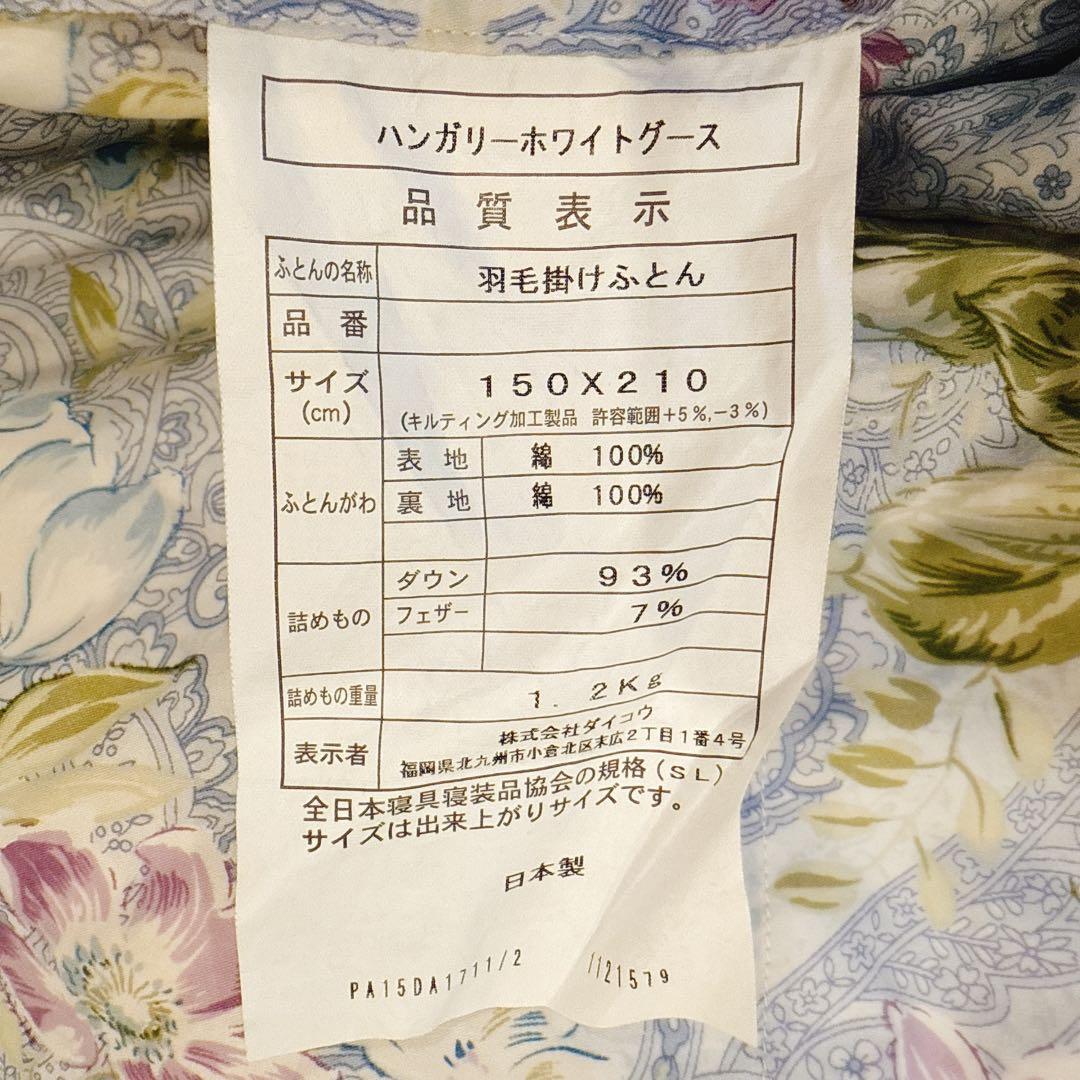 ハンガリーホワイトグース
品質表示
ふとんの名称 羽毛掛けふとん
品番
サイズ(cm) 150X210
(キルティング加工製品 許容範囲+5%,-3%)
ふとんがわ 表地 綿 100%
裏地 綿 100%
詰めもの ダウン 93%
フェザー 7%
詰めもの重量 1.2Kg
表示者 株式会社ダイコウ
福岡県北九州市小倉北区末広2丁目1番4号
全日本寝具寝装品協会の規格(SL)
サイズは出来上がりサイズです。
日本製
PA15DA1711/2 1121579